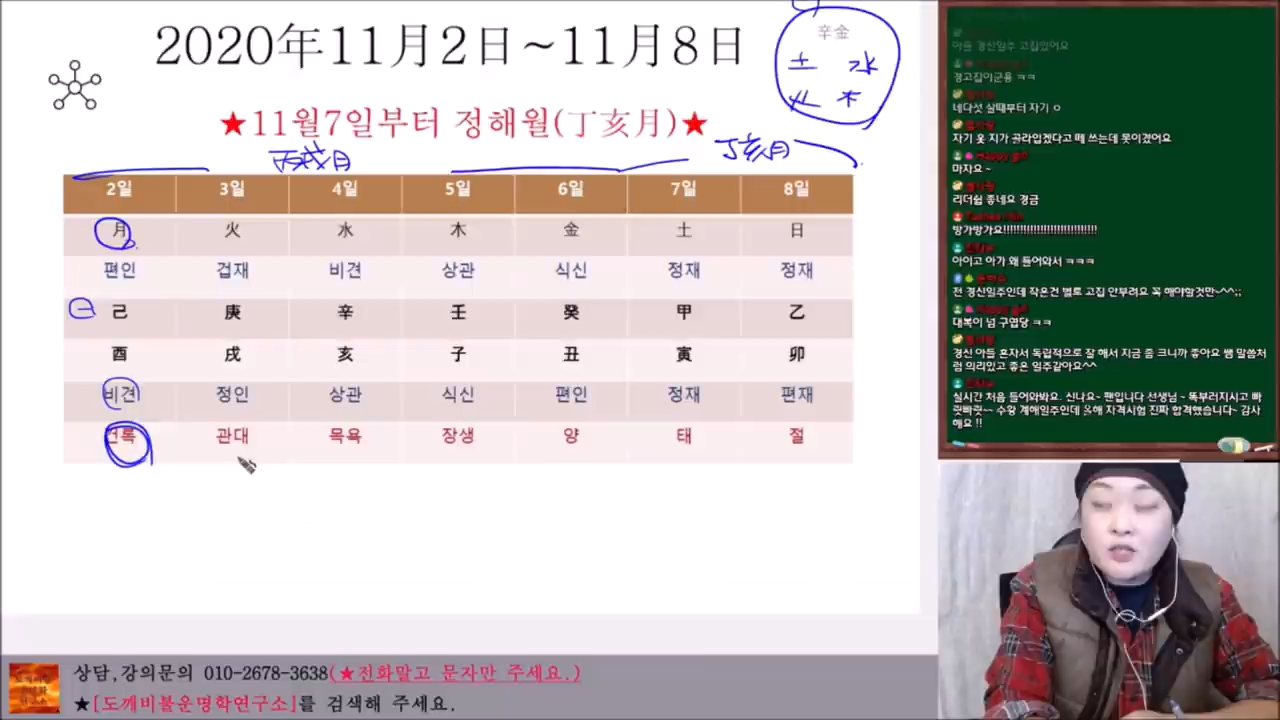 2020年11月2日~11月8日
辛金
土 水
火 木
★11월7일부터 정해월(丁亥月)★
丙戌月
丁亥月
2일 3일 4일 5일 6일 7일 8일
月 火 水 木 金 土 日
편인 겁재 비견 상관 식신 정재 정재
己 庚 辛 壬 癸 甲 乙
酉 戌 亥 子 丑 寅 卯
비견 정인 상관 식신 편인 정재 편재
건록 관대 목욕 장생 양 태 절
아들 경신일주 고집있어요
경고집이군용 ㅋㅋ
네다섯 살때부터 자기 ㅇ
자기 옷 지가 골라입겠다고 떼 쓰는데 못이겼어요
마자요~
리더쉽 좋네요 경금
방가방가요!!!!!!!!!!!!!!!!!!!!!!!!!!!!
아이고 아가 왜 들어와서 ㅋㅋㅋ
전 경신일주인데 작은건 별로 고집 안부려요 꼭 해야할것만~^^;;
대복이 넘 구엽당 ㅋㅋ
경신 아들 혼자서 독립적으로 잘 해서 지금 좀 크니까 좋아요 쌤 말씀처
럼 의리있고 좋은 일주같아요^^
실시간 처음 들어와봐요. 신나요~ 팬입니다 선생님~ 똑부러지시고 빠
릿빠릿~~ 수왕 계해일주인데 올해 자격시험 진짜 합격했습니다~ 감사
해요 !!
상담,강의문의 010-2678-3638(★전화말고 문자만 주세요.)
★[도깨비불운명학연구소]를 검색해 주세요.